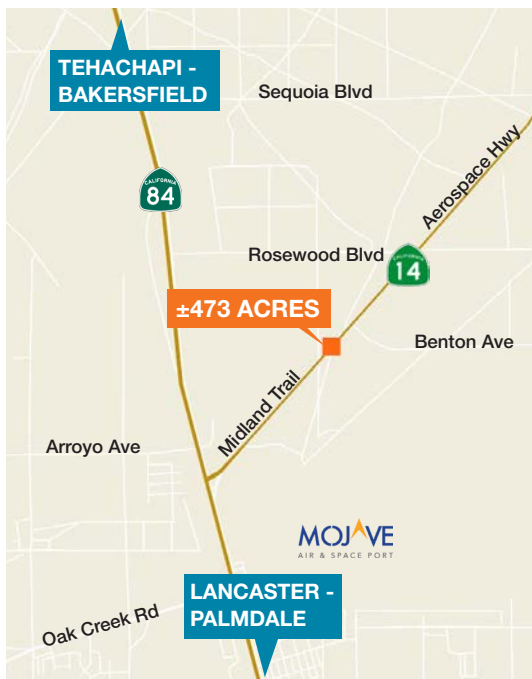 TEHACHAPI -
BAKERSFIELD
Sequoia Blvd
CALIFORNIA
84
Aerospace Hwy
Rosewood Blvd
CALIFORNIA
14
±473 ACRES
Benton Ave
Midland Trail
Arroyo Ave
MOJAVE
AIR & SPACE PORT
LANCASTER -
PALMDALE
Oak Creek Rd